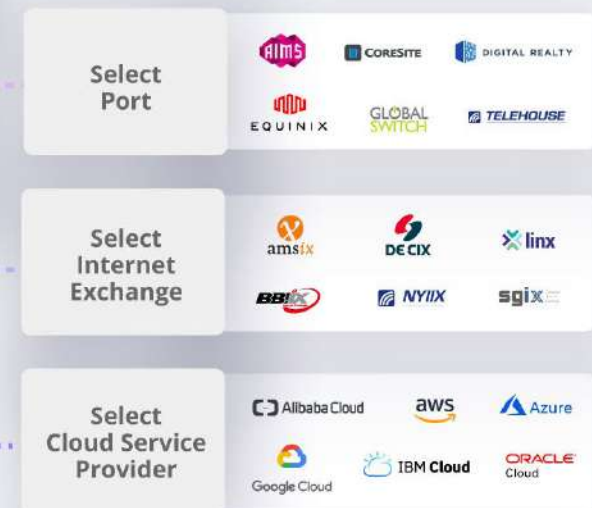 Select
Port
AIMS
CORESITE
DIGITAL REALTY
EQUINIX
GLOBAL
SWITCH
TELEHOUSE
Select
Internet
Exchange
amsix
DE CIX
linx
BBIX
NYIIX
sgix
Select
Cloud Service
Provider
Alibaba Cloud
aws
Azure
Google Cloud
IBM Cloud
ORACLE
Cloud